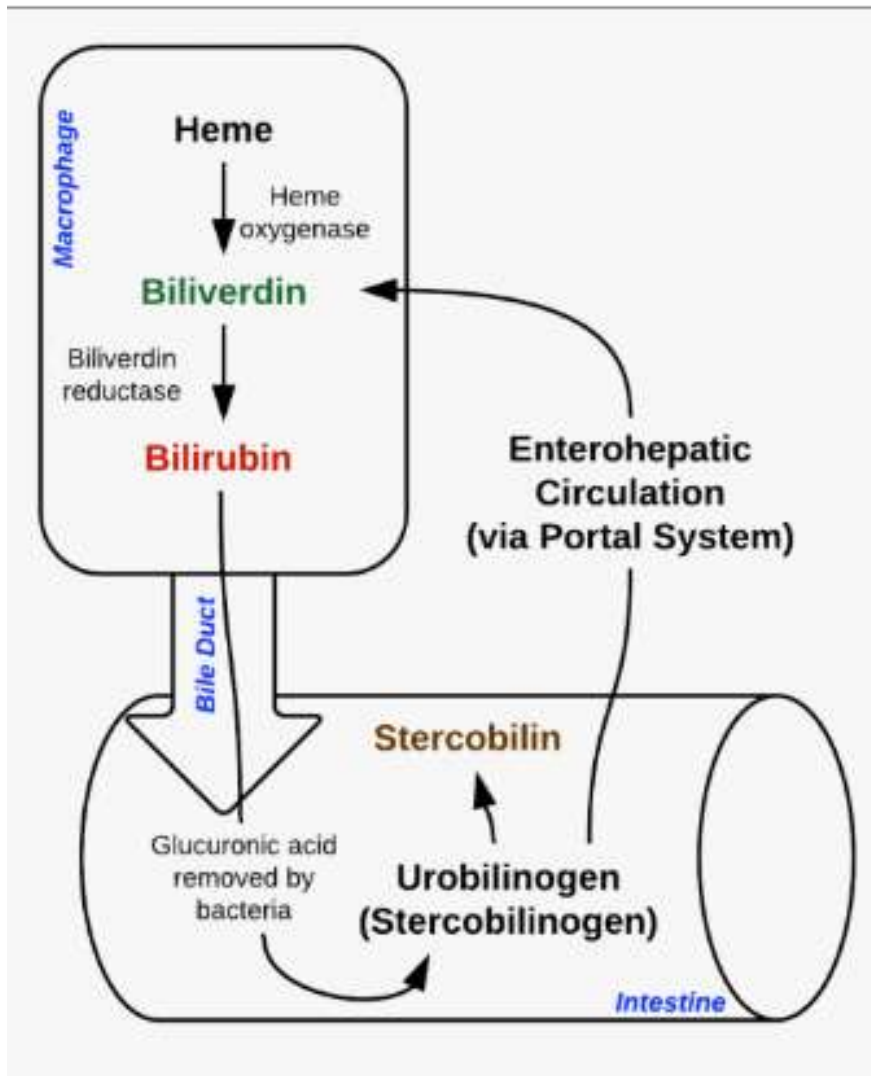 Macrophage
Heme
Heme
oxygenase
Biliverdin
Biliverdin
reductase
Bilirubin
Enterohepatic
Circulation
(via Portal System)
Bile Duct
Stercobilin
Glucuronic acid
removed by
bacteria
Urobilinogen
(Stercobilinogen)
Intestine